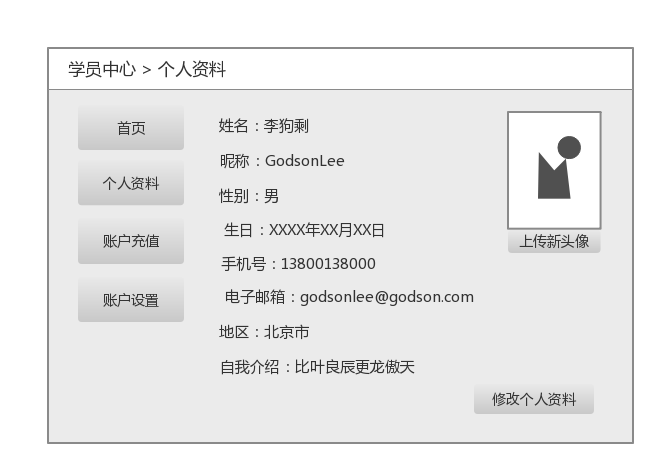 学员中心 > 个人资料
首页
个人资料
账户充值
账户设置
姓名：李狗剩
昵称：GodsonLee
性别：男
生日：XXXX年XX月XX日
手机号：13800138000
电子邮箱：godsonlee@godson.com
地区：北京市
自我介绍：比叶良辰更龙傲天
上传新头像
修改个人资料